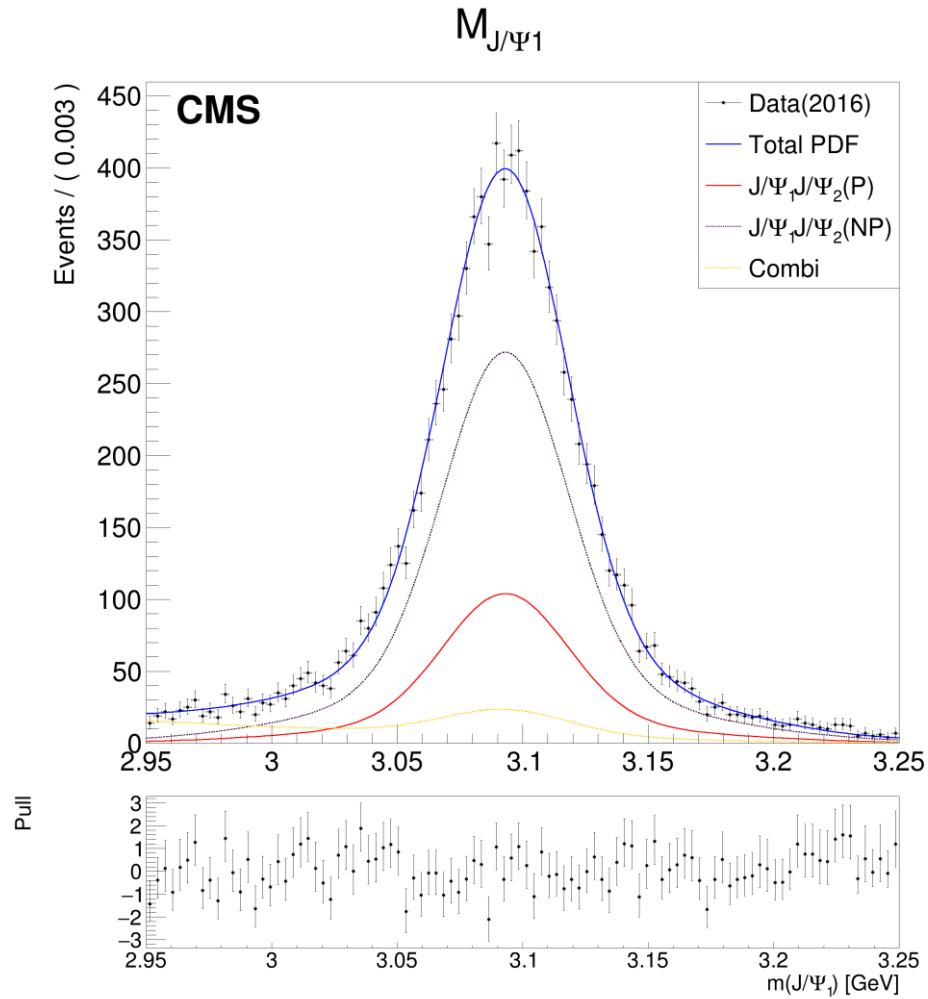 M_J/Ψ1
CMS
Data(2016)
Total PDF
J/Ψ₁J/Ψ₂(P)
J/Ψ₁J/Ψ₂(NP)
Combi
Events / ( 0.003 )
450
400
350
300
250
200
150
100
50
0
2.95 3 3.05 3.1 3.15 3.2 3.25
Pull
3
2
1
0
−1
−2
−3
2.95 3 3.05 3.1 3.15 3.2 3.25
m(J/Ψ₁) [GeV]